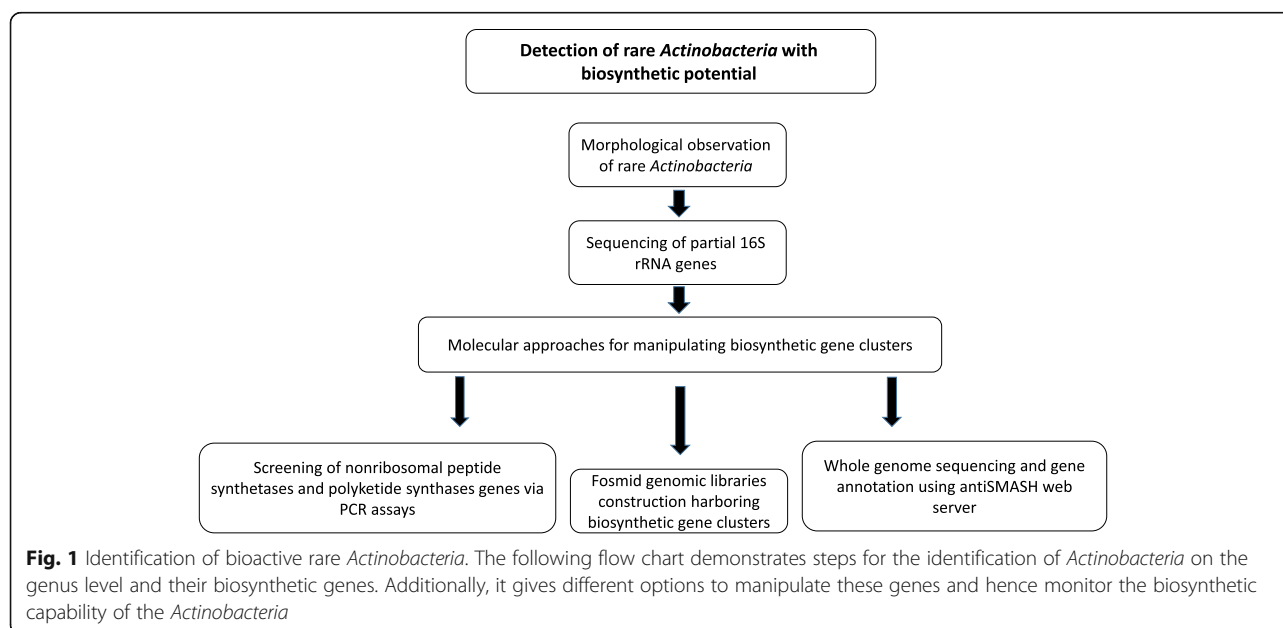 Detection of rare Actinobacteria with
biosynthetic potential
Morphological observation
of rare Actinobacteria
Sequencing of partial 16S
rRNA genes
Molecular approaches for manipulating biosynthetic gene clusters
Screening of nonribosomal peptide
synthetases and polyketide synthases genes via
PCR assays
Fosmid genomic libraries
construction harboring
biosynthetic gene clusters
Whole genome sequencing and gene
annotation using antiSMASH web
server
Fig. 1 Identification of bioactive rare Actinobacteria. The following flow chart demonstrates steps for the identification of Actinobacteria on the
genus level and their biosynthetic genes. Additionally, it gives different options to manipulate these genes and hence monitor the biosynthetic
capability of the Actinobacteria